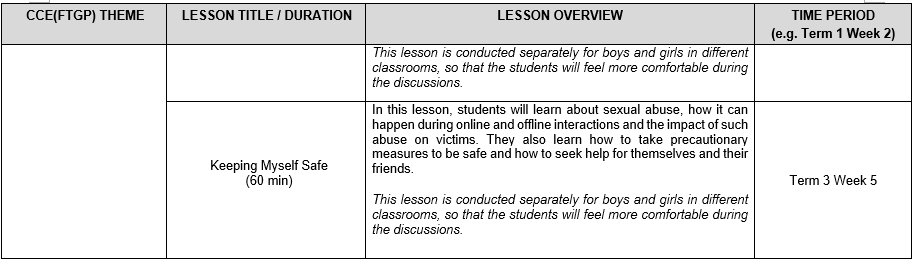 CCE(FTGP) THEME
LESSON TITLE / DURATION
LESSON OVERVIEW
TIME PERIOD
(e.g. Term 1 Week 2)
This lesson is conducted separately for boys and girls in different
classrooms, so that the students will feel more comfortable during
the discussions.
Keeping Myself Safe
(60 min)
In this lesson, students will learn about sexual abuse, how it can
happen during online and offline interactions and the impact of such
abuse on victims. They also learn how to take precautionary
measures to be safe and how to seek help for themselves and their
friends.
This lesson is conducted separately for boys and girls in different
classrooms, so that the students will feel more comfortable during
the discussions.
Term 3 Week 5